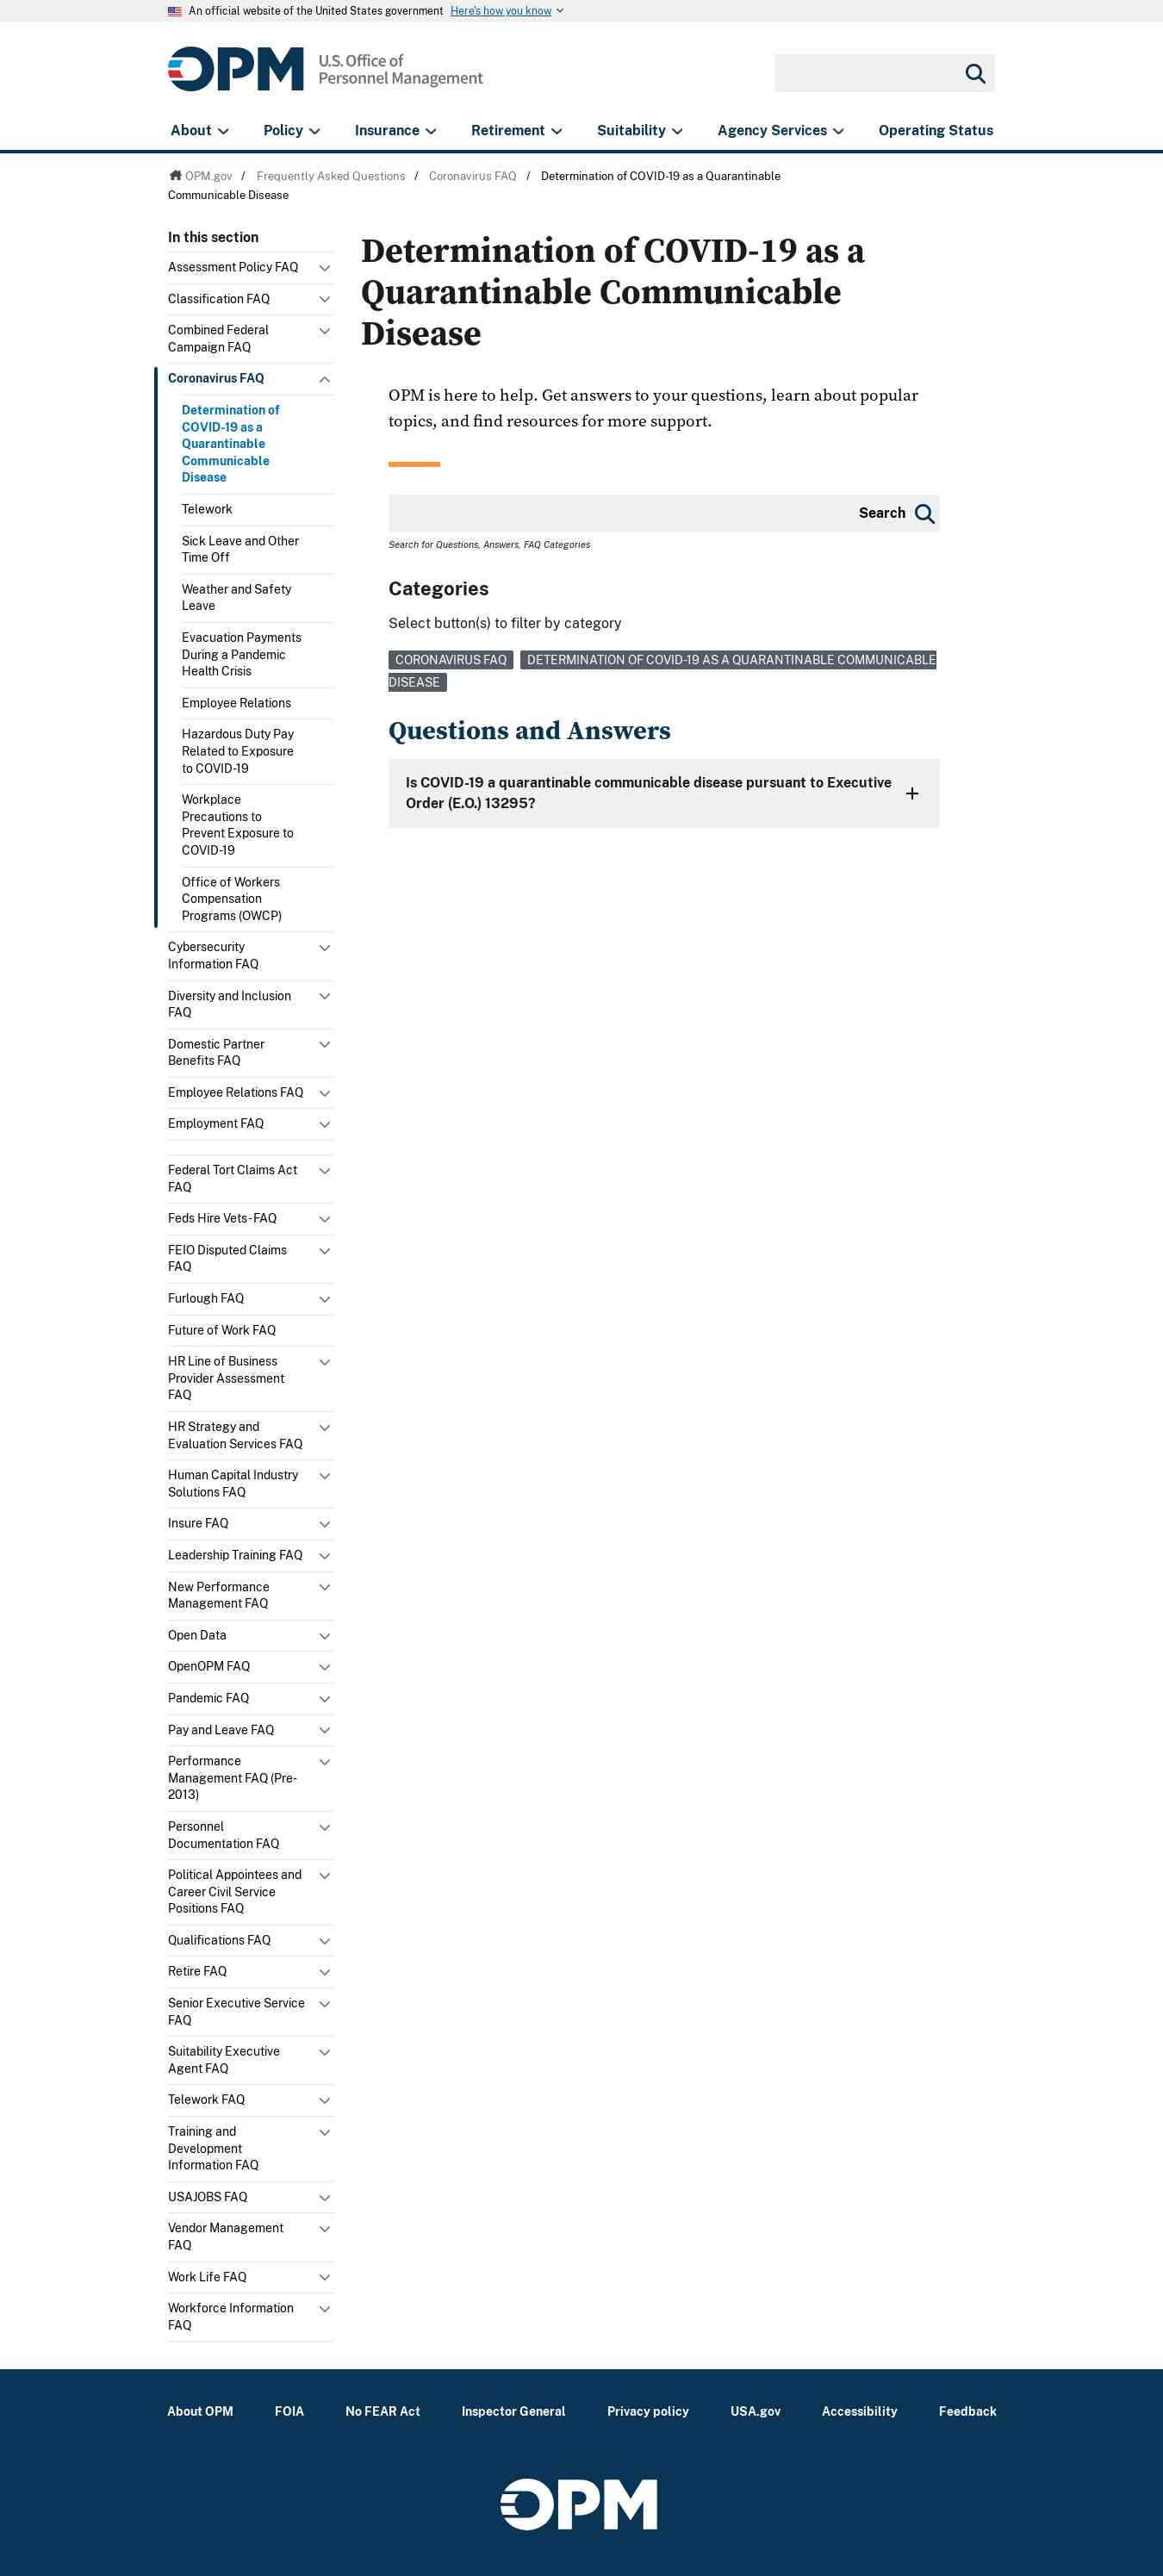 An official website of the United States government Here's how you know
OPM U.S. Office of
Personnel Management
About Policy Insurance Retirement Suitability Agency Services Operating Status
OPM.gov / Frequently Asked Questions / Coronavirus FAQ / Determination of COVID-19 as a Quarantinable
Communicable Disease
In this section
Assessment Policy FAQ
Classification FAQ
Combined Federal
Campaign FAQ
Coronavirus FAQ
Determination of
COVID-19 as a
Quarantinable
Communicable
Disease
Telework
Sick Leave and Other
Time Off
Weather and Safety
Leave
Evacuation Payments
During a Pandemic
Health Crisis
Employee Relations
Hazardous Duty Pay
Related to Exposure
to COVID-19
Workplace
Precautions to
Prevent Exposure to
COVID-19
Office of Workers
Compensation
Programs (OWCP)
Cybersecurity
Information FAQ
Diversity and Inclusion
FAQ
Domestic Partner
Benefits FAQ
Employee Relations FAQ
Employment FAQ
Federal Tort Claims Act
FAQ
Feds Hire Vets- FAQ
FEIO Disputed Claims
FAQ
Furlough FAQ
Future of Work FAQ
HR Line of Business
Provider Assessment
FAQ
HR Strategy and
Evaluation Services FAQ
Human Capital Industry
Solutions FAQ
Insure FAQ
Leadership Training FAQ
New Performance
Management FAQ
Open Data
OpenOPM FAQ
Pandemic FAQ
Pay and Leave FAQ
Performance
Management FAQ (Pre-
2013)
Personnel
Documentation FAQ
Political Appointees and
Career Civil Service
Positions FAQ
Qualifications FAQ
Retire FAQ
Senior Executive Service
FAQ
Suitability Executive
Agent FAQ
Telework FAQ
Training and
Development
Information FAQ
USAJOBS FAQ
Vendor Management
FAQ
Work Life FAQ
Workforce Information
FAQ
Determination of COVID-19 as a
Quarantinable Communicable
Disease
OPM is here to help. Get answers to your questions, learn about popular
topics, and find resources for more support.
Search
Search for Questions, Answers, FAQ Categories
Categories
Select button(s) to filter by category
CORONAVIRUS FAQ DETERMINATION OF COVID-19 AS A QUARANTINABLE COMMUNICABLE
DISEASE
Questions and Answers
Is COVID-19 a quarantinable communicable disease pursuant to Executive
Order (E.O.) 13295?
About OPM FOIA No FEAR Act Inspector General Privacy policy USA.gov Accessibility Feedback
OPM